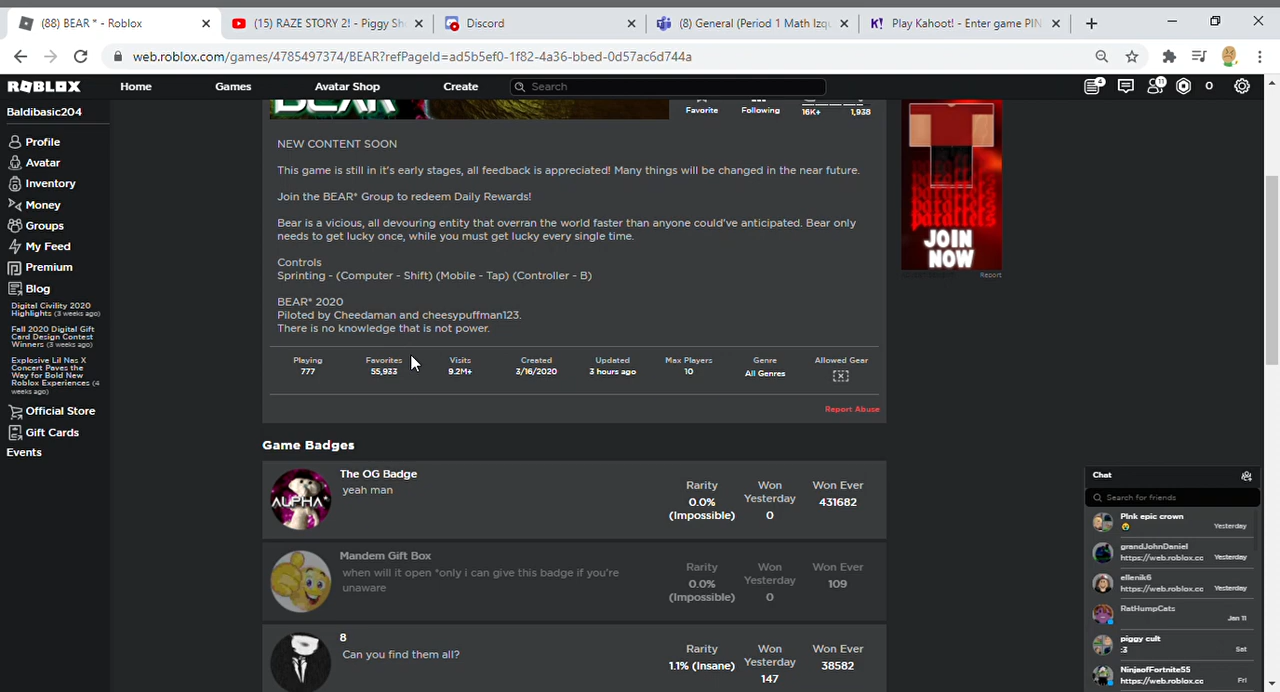 (88) BEAR * - Roblox
(15) RAZE STORY 2! - Piggy Sh
Discord
(8) General (Period 1 Math Izq
Play Kahoot! - Enter game PIN
web.roblox.com/games/4785497374/BEAR?refPageId=ad5b5ef0-1f82-4a36-bbed-0d57ac6d744a
ROBLOX
Home
Games
Avatar Shop
Create
Search
4
11
0
Baldibasic204
Profile
Avatar
Inventory
Money
Groups
My Feed
Premium
Blog
Digital Civility 2020
Highlights (3 weeks ago)
Fall 2020 Digital Gift
Card Design Contest
Winners (3 weeks ago)
Explosive Lil Nas X
Concert Paves the
Way for Bold New
Roblox Experiences (4
weeks ago)
Official Store
Gift Cards
Events
BEAR
Favorite
Following
16K+
1,938
NEW CONTENT SOON
This game is still in it's early stages, all feedback is appreciated! Many things will be changed in the near future.
Join the BEAR* Group to redeem Daily Rewards!
Bear is a vicious, all devouring entity that overran the world faster than anyone could've anticipated. Bear only
needs to get lucky once, while you must get lucky every single time.
Controls
Sprinting - (Computer - Shift) (Mobile - Tap) (Controller - B)
BEAR* 2020
Piloted by Cheedaman and cheesypuffman123.
There is no knowledge that is not power.
Playing Favorites Visits Created Updated Max Players Genre Allowed Gear
777 55,933 9.2M+ 3/16/2020 3 hours ago 10 All Genres
Report Abuse
JOIN
NOW
Report
Game Badges
The OG Badge
yeah man
ALPHA*
Rarity
0.0%
(Impossible)
Won
Yesterday
0
Won Ever
431682
Mandem Gift Box
when will it open *only i can give this badge if you're
unaware
Rarity
0.0%
(Impossible)
Won
Yesterday
0
Won Ever
109
8
Can you find them all?
Rarity
1.1% (Insane)
Won
Yesterday
147
Won Ever
38582
Chat
Search for friends
PInk epic crown
Yesterday
grandJohnDaniel
https://web.roblox.cc
Yesterday
ellenik6
https://web.roblox.cc
Yesterday
RatHumpCats
Jan 11
piggy cult
:3
Sat
NinjaofFortnite55
https://web.roblox.cc
Fri